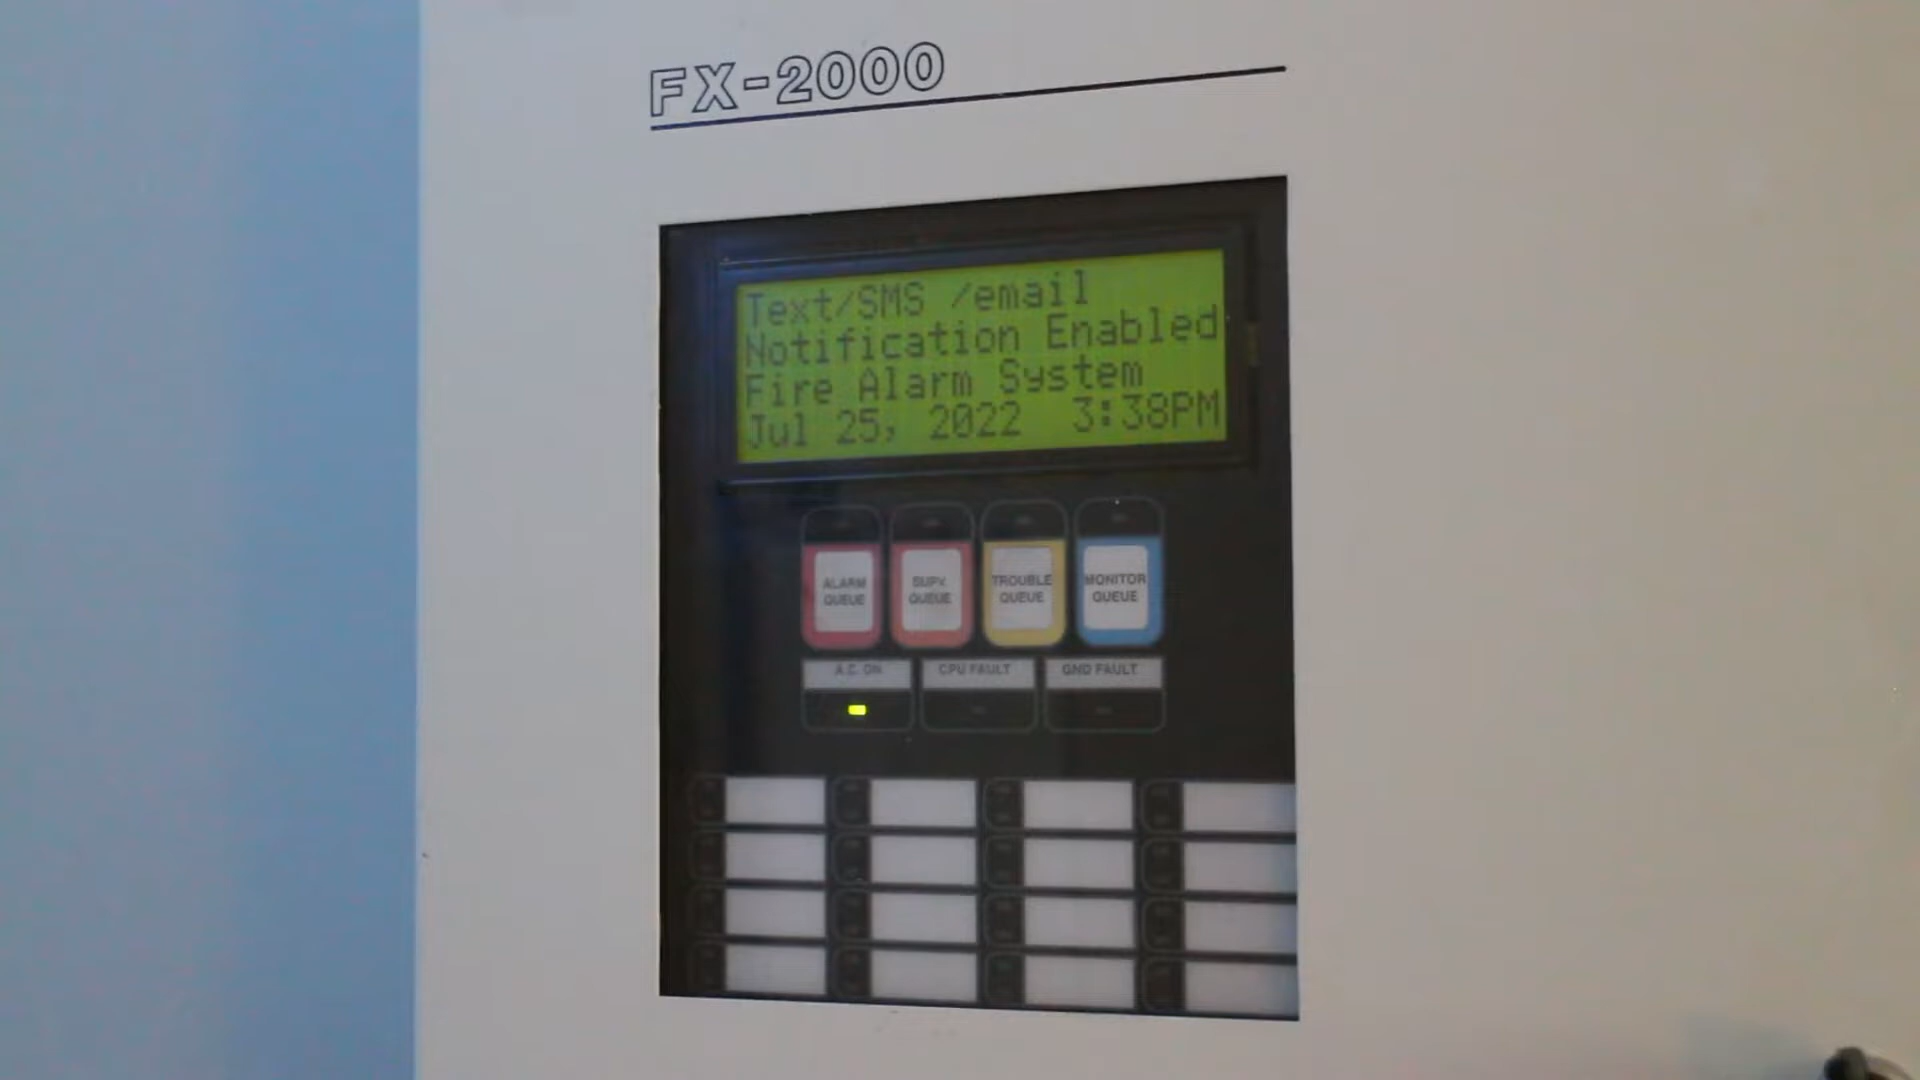 FX-2000
Text/SMS /email
Notification Enabled
Fire Alarm System
Jul 25, 2022 3:38PM
ALARM QUEUE
SUPV. QUEUE
TROUBLE QUEUE
MONITOR QUEUE
A.C. ON
CPU FAULT
GND FAULT